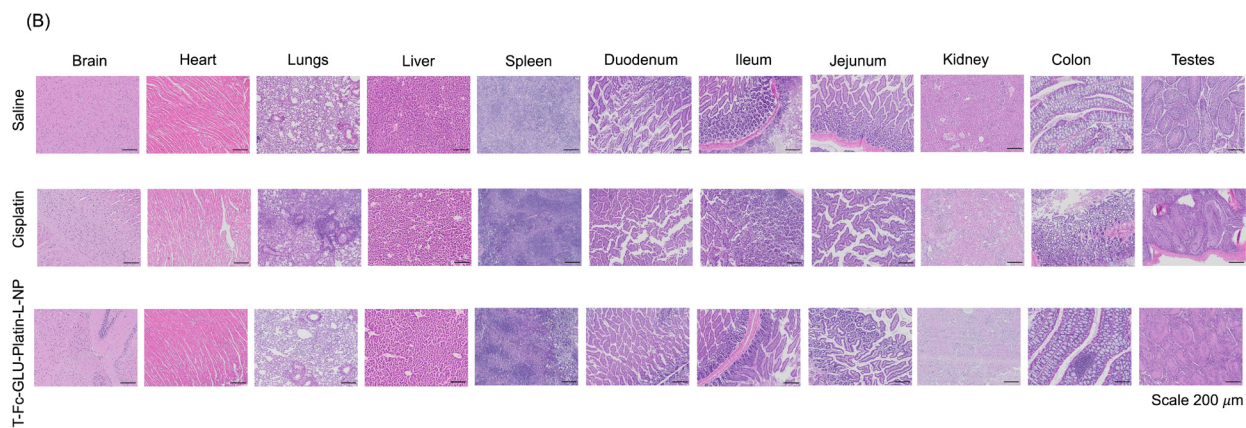 (B)
Brain Heart Lungs Liver Spleen Duodenum Ileum Jejunum Kidney Colon Testes
Saline
Cisplatin
T-Fc-GLU-Platin-L-NP
Scale 200 μm